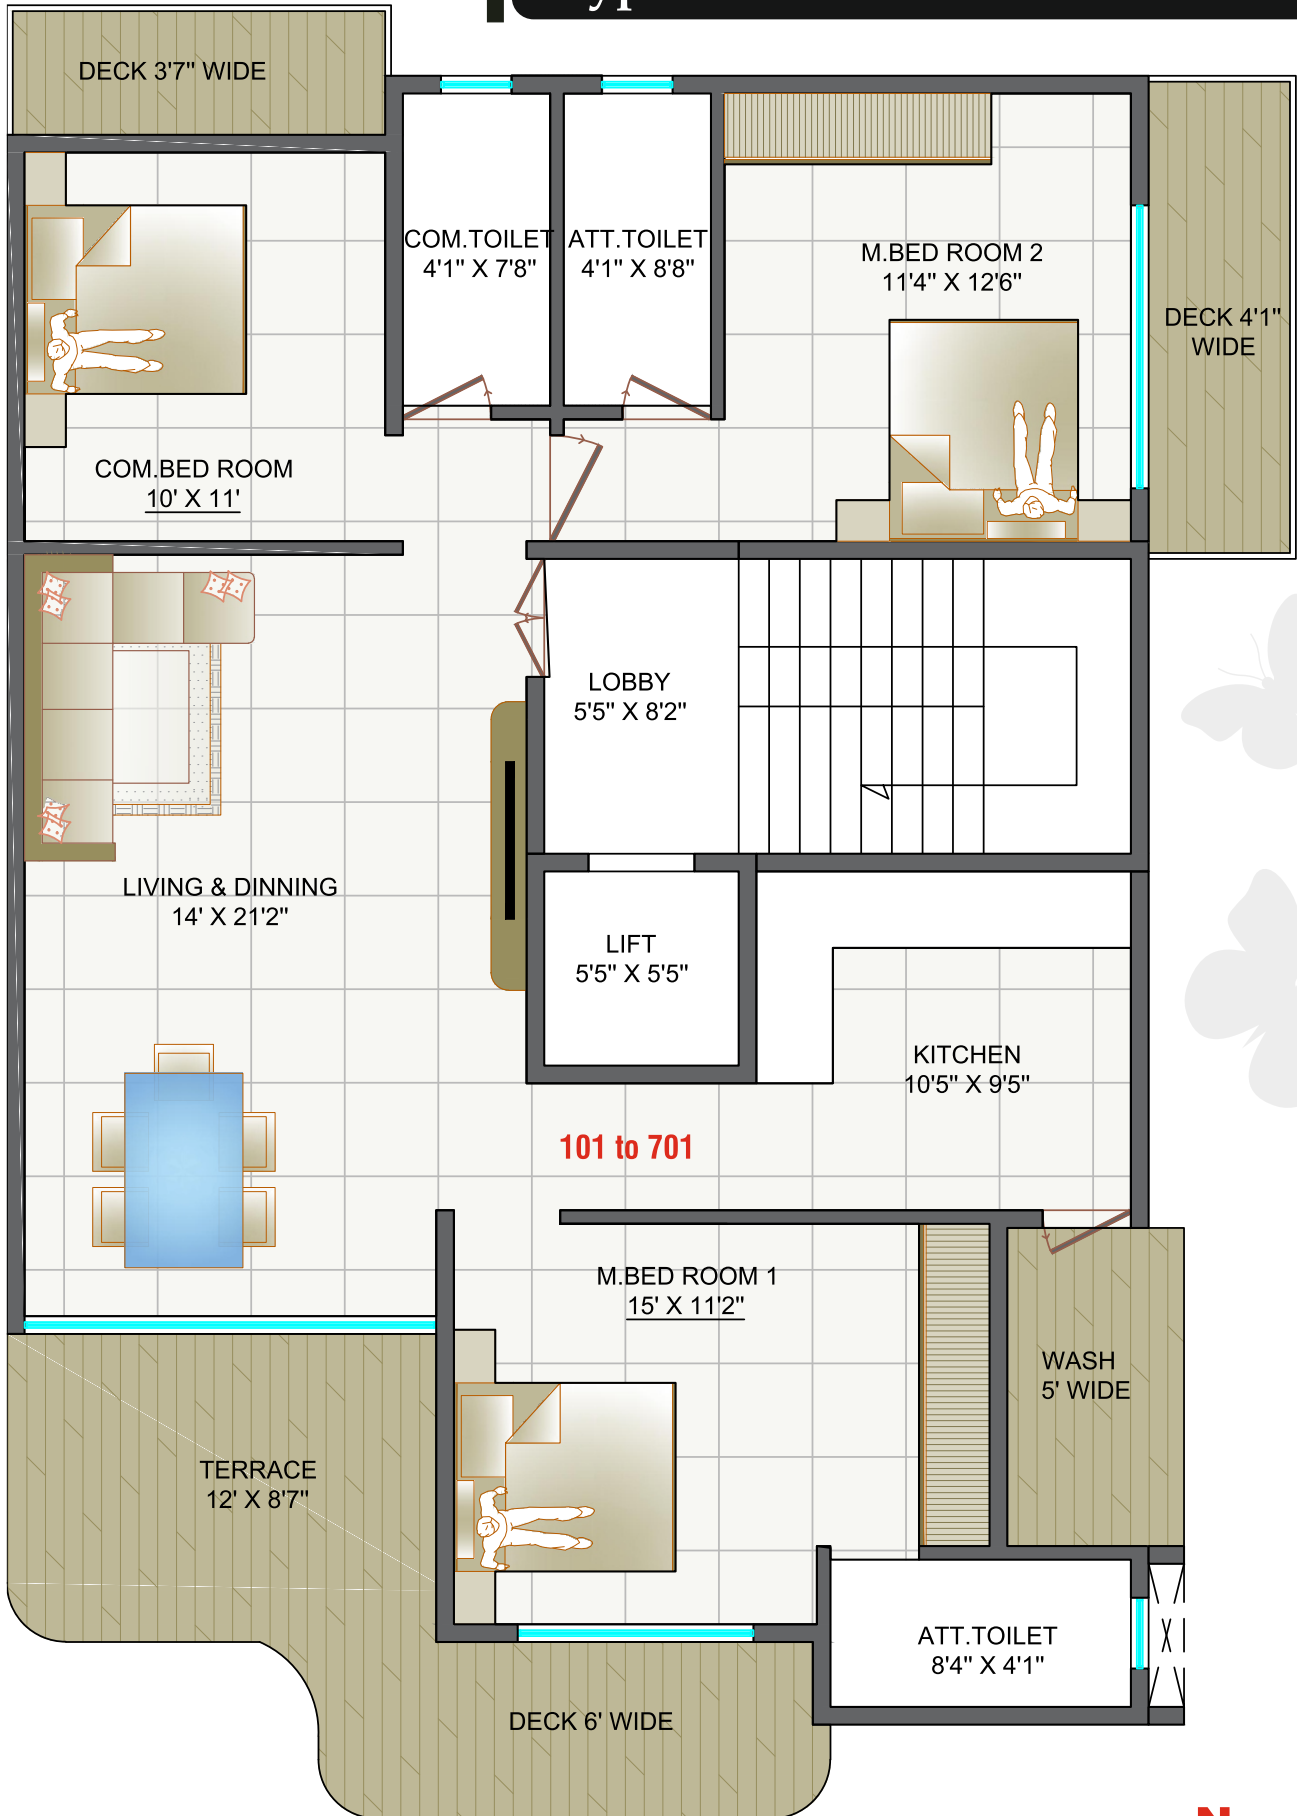 DECK 3'7" WIDE
COM.TOILET
4'1" X 7'8"
ATT.TOILET
4'1" X 8'8"
M.BED ROOM 2
11'4" X 12'6"
DECK 4'1"
WIDE
COM.BED ROOM
10' X 11'
LOBBY
5'5" X 8'2"
LIVING & DINNING
14' X 21'2"
LIFT
5'5" X 5'5"
KITCHEN
10'5" X 9'5"
101 to 701
M.BED ROOM 1
15' X 11'2"
WASH
5' WIDE
TERRACE
12' X 8'7"
ATT.TOILET
8'4" X 4'1"
DECK 6' WIDE